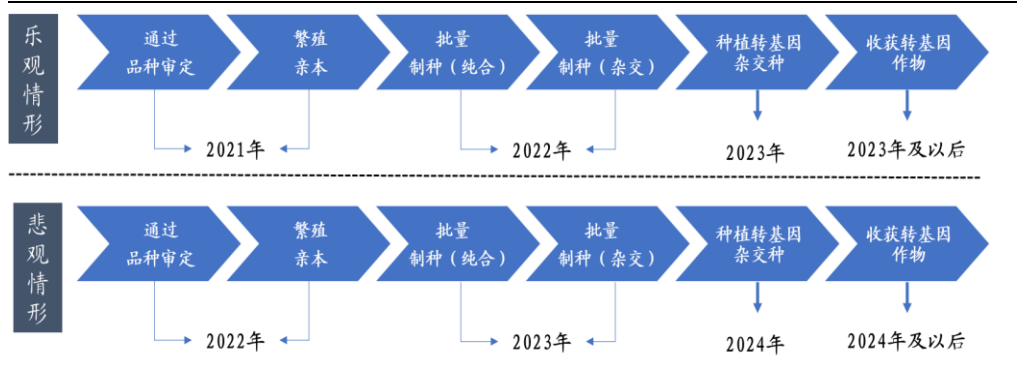 乐观情形
通过
品种审定
繁殖
亲本
批量
制种（纯合）
批量
制种（杂交）
种植转基因
杂交种
收获转基因
作物
2021年
2022年
2023年
2023年及以后
悲观情形
通过
品种审定
繁殖
亲本
批量
制种（纯合）
批量
制种（杂交）
种植转基因
杂交种
收获转基因
作物
2022年
2023年
2024年
2024年及以后